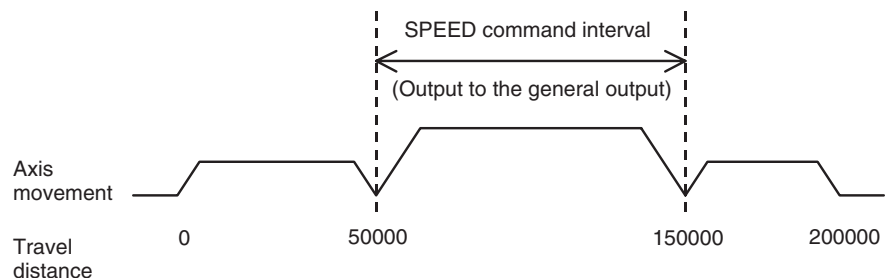 SPEED command interval
(Output to the general output)
Axis
movement
Travel
distance
0
50000
150000
200000